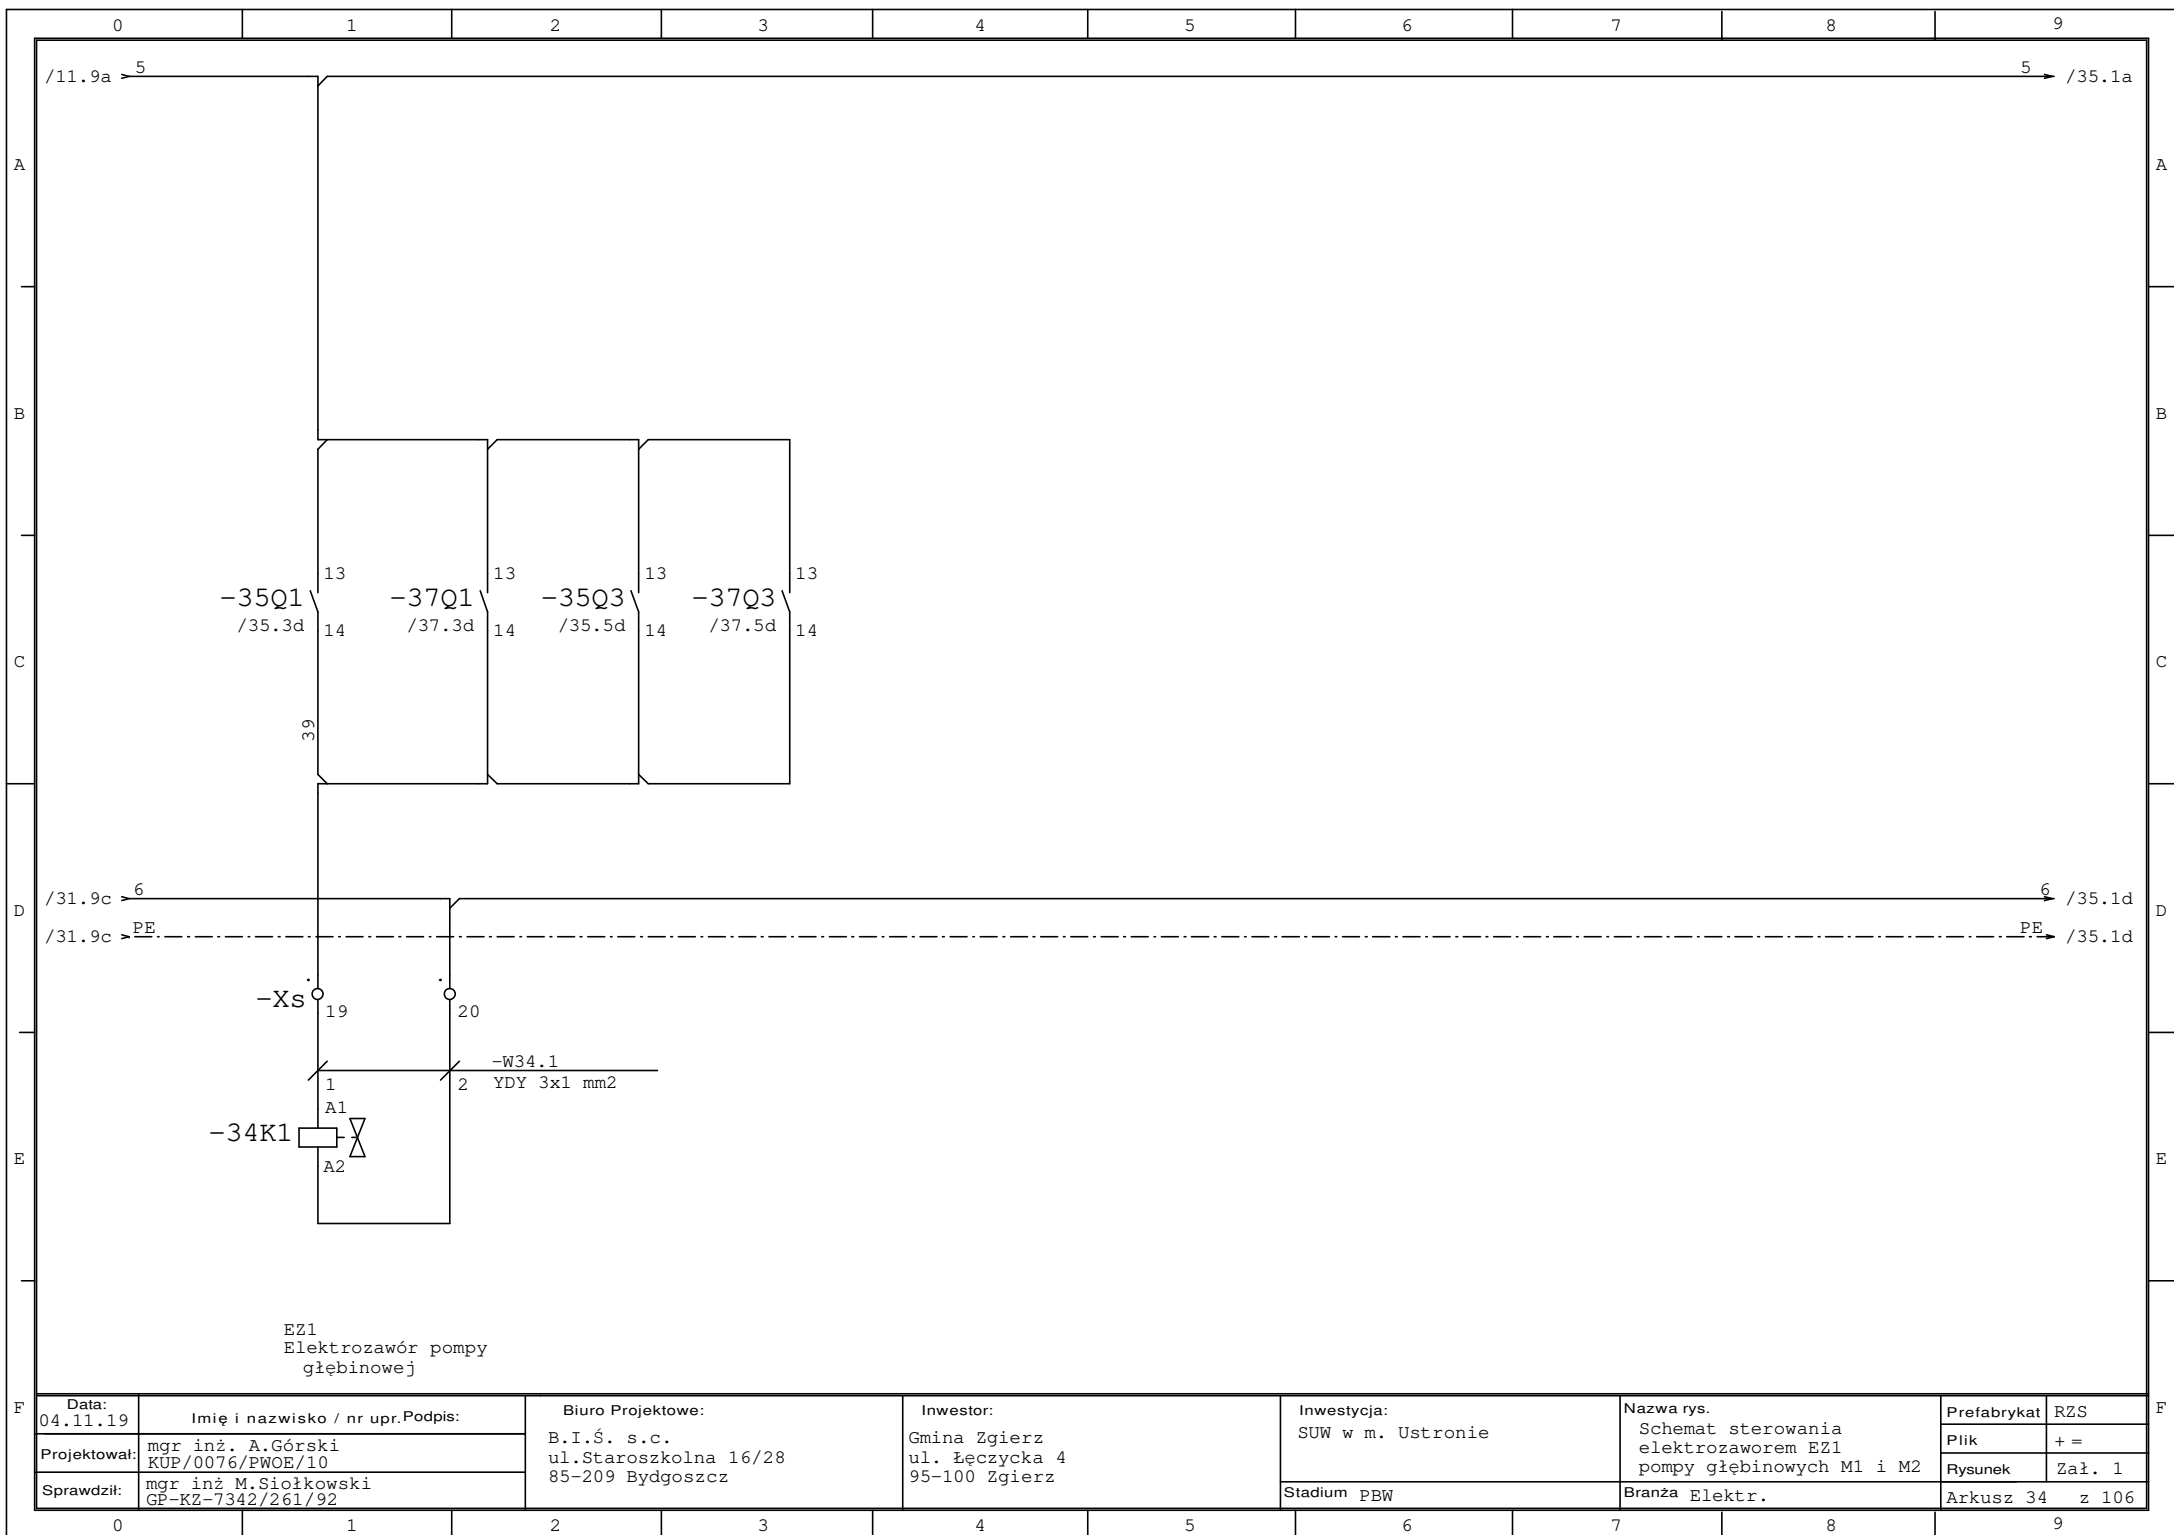 0 1 2 3 4 5 6 7 8 9
/11.9a 5 5 /35.1a
A A
B B
13 13 13 13
-35Q1 -37Q1 -35Q3 -37Q3
/35.3d 14 /37.3d 14 /35.5d 14 /37.5d 14
C C
39
/31.9c 6 6 /35.1d
D D
/31.9c PE PE /35.1d
-Xs 19 20
-W34.1
1 2 YDY 3x1 mm2
A1
-34K1
A2
E E
EZ1
Elektrozawór pompy
głębinowej
F F
Data:
04.11.19
Imię i nazwisko / nr upr. Podpis:
Projektował:
mgr inż. A.Górski
KUP/0076/PWOE/10
Sprawdził:
mgr inż M.Siołkowski
GP-KZ-7342/261/92
Biuro Projektowe:
B.I.Ś. s.c.
ul.Staroszkolna 16/28
85-209 Bydgoszcz
Inwestor:
Gmina Zgierz
ul. Łęczycka 4
95-100 Zgierz
Inwestycja:
SUW w m. Ustronie
Stadium PBW
Nazwa rys.
Schemat sterowania
elektrozaworem EZ1
pompy głębinowych M1 i M2
Branża Elektr.
Prefabrykat RZS
Plik + =
Rysunek Zał. 1
Arkusz 34 z 106
0 1 2 3 4 5 6 7 8 9